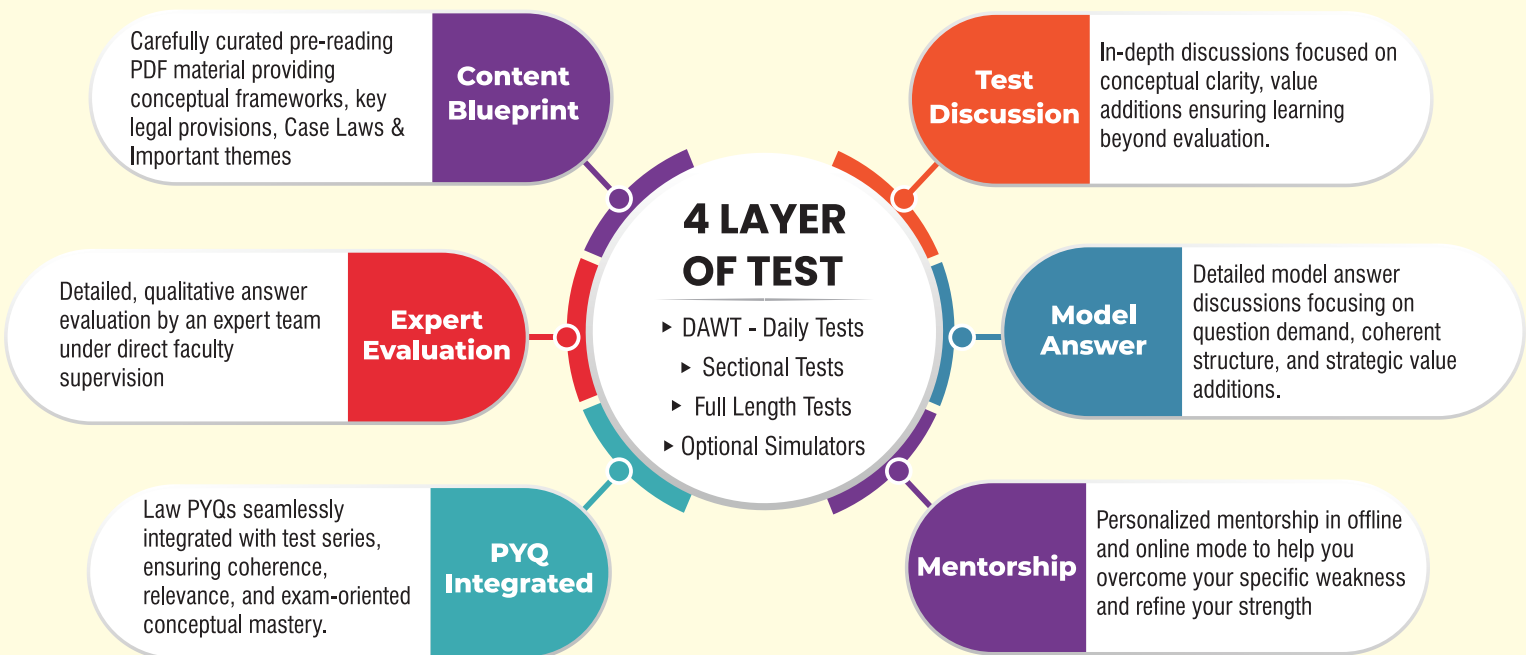 Carefully curated pre-reading
PDF material providing
conceptual frameworks, key
legal provisions, Case Laws &
Important themes
Content
Blueprint
Detailed, qualitative answer
evaluation by an expert team
under direct faculty
supervision
Expert
Evaluation
Law PYQs seamlessly
integrated with test series,
ensuring coherence,
relevance, and exam-oriented
conceptual mastery.
PYQ
Integrated
4 LAYER
OF TEST
▸ DAWT - Daily Tests
▸ Sectional Tests
▸ Full Length Tests
▸ Optional Simulators
Test
Discussion
In-depth discussions focused on
conceptual clarity, value
additions ensuring learning
beyond evaluation.
Model
Answer
Detailed model answer
discussions focusing on
question demand, coherent
structure, and strategic value
additions.
Mentorship
Personalized mentorship in offline
and online mode to help you
overcome your specific weakness
and refine your strength